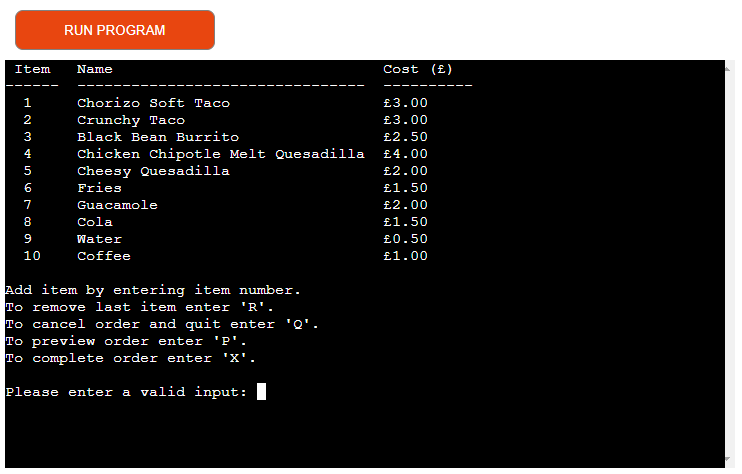 RUN PROGRAM
Item Name Cost (£)
------ -------------------------------- ----------
1 Chorizo Soft Taco £3.00
2 Crunchy Taco £3.00
3 Black Bean Burrito £2.50
4 Chicken Chipotle Melt Quesadilla £4.00
5 Cheesy Quesadilla £2.00
6 Fries £1.50
7 Guacamole £2.00
8 Cola £1.50
9 Water £0.50
10 Coffee £1.00
Add item by entering item number.
To remove last item enter 'R'.
To cancel order and quit enter 'Q'.
To preview order enter 'P'.
To complete order enter 'X'.
Please enter a valid input: